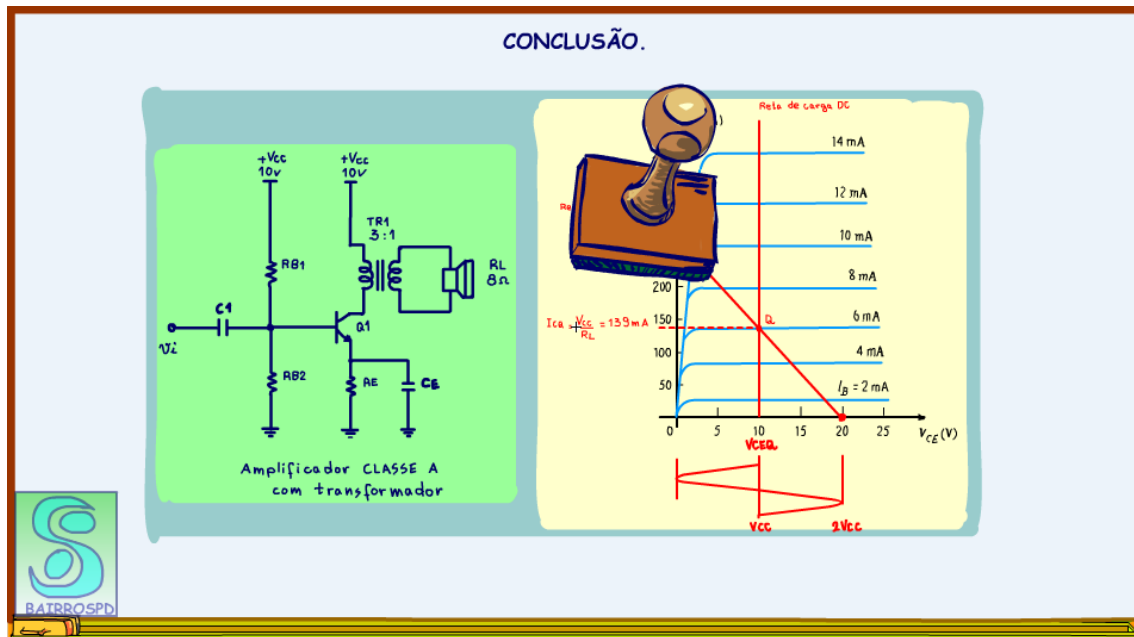 CONCLUSÃO.
+Vcc
10v
+Vcc
10v
TR1
3:1
RB1
RL
8Ω
C1
Q1
Vi
RB2
RE
CE
Amplificador CLASSE A
com transformador
Reta de carga DC
14 mA
12 mA
10 mA
8 mA
200
6 mA
ICQ = VCC/RL = 139mA
150
Q
4 mA
100
IB = 2 mA
50
0 5 10 15 20 25 VCE (V)
VCEQ
VCC 2VCC
BAIRROSPD